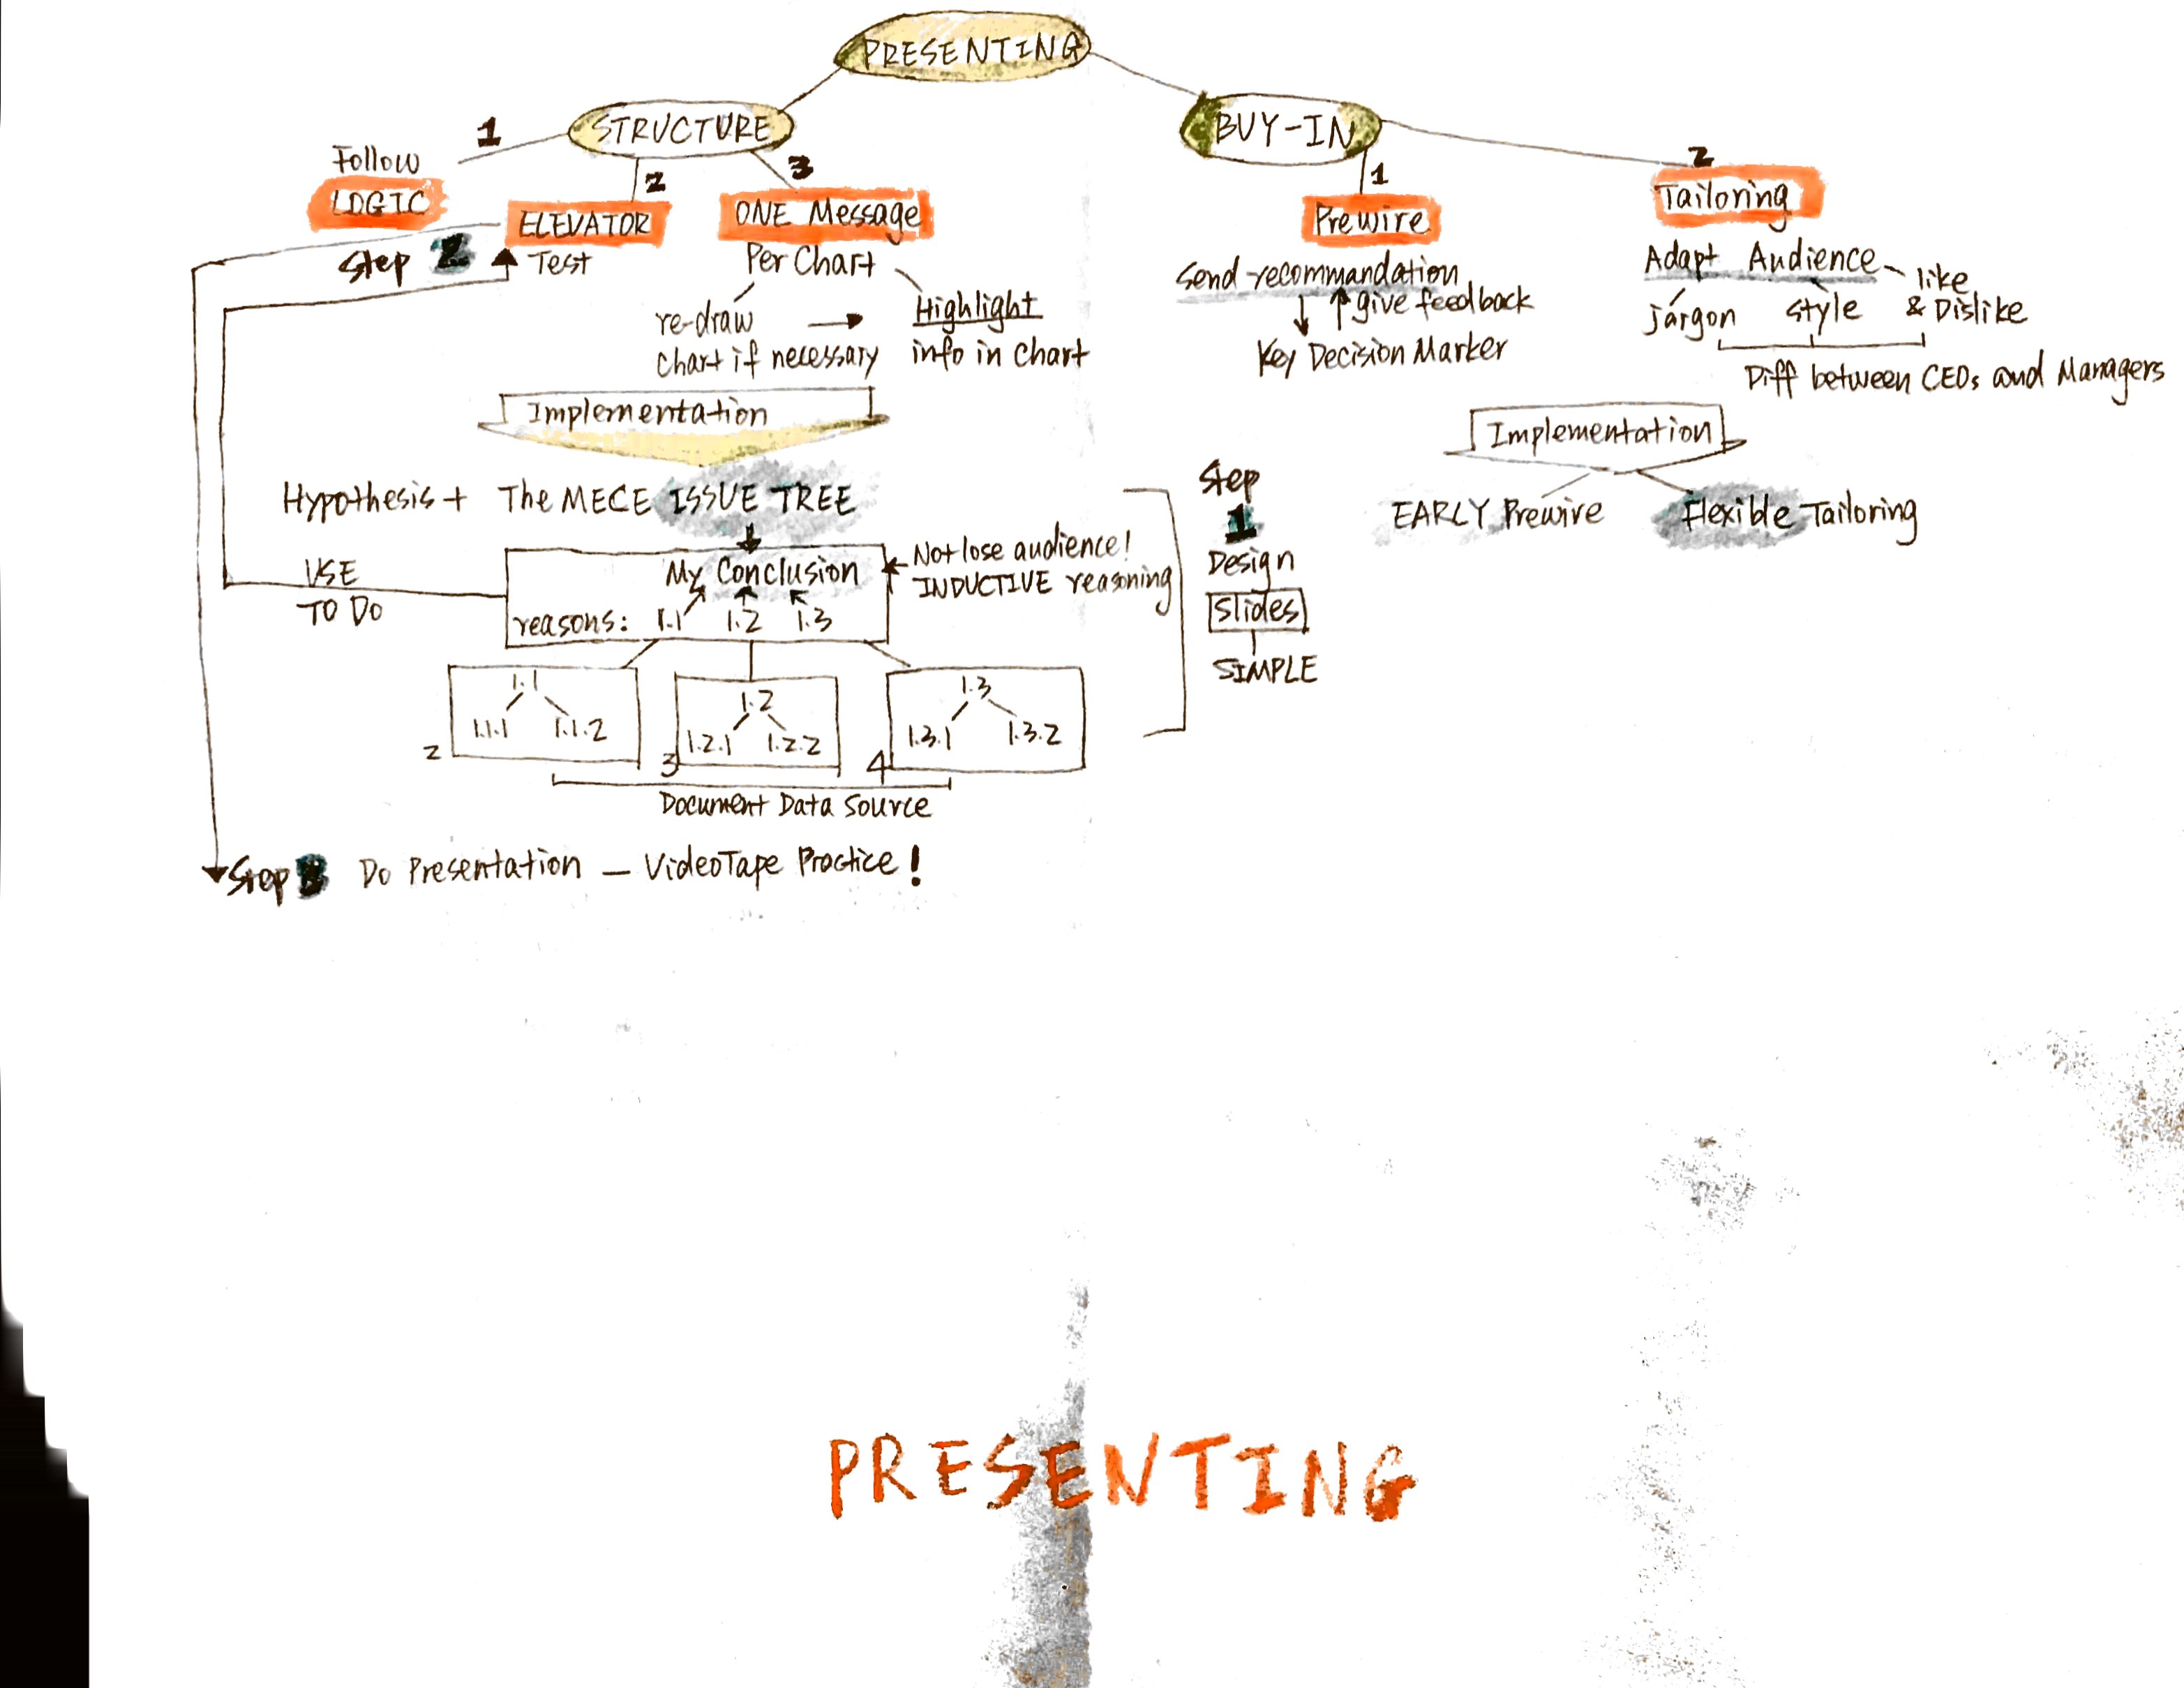 PRESENTING
STRUCTURE
BUY-IN
1
Follow
LOGIC
2
ELEVATOR
Test
3
ONE Message
Per Chart
re-draw
chart if necessary
Highlight
info in chart
1
Prewire
Send recommandation
give feedback
Key Decision Marker
2
Tailoring
Adapt Audience
jargon
style
like
& Dislike
Diff between CEOs and Managers
Step 2
Implementation
Hypothesis + The MECE ISSUE TREE
My Conclusion
reasons: 1.1 1.2 1.3
Not lose audience!
INDUCTIVE reasoning
USE
TO DO
1.1
1.1.1 1.1.2
2
1.2
1.2.1 1.2.2
3
1.3
1.3.1 1.3.2
4
Document Data Source
Step
1
Design
Slides
SIMPLE
Implementation
EARLY Prewire
Flexible Tailoring
Step 3 Do Presentation — VideoTape Practice!
PRESENTING